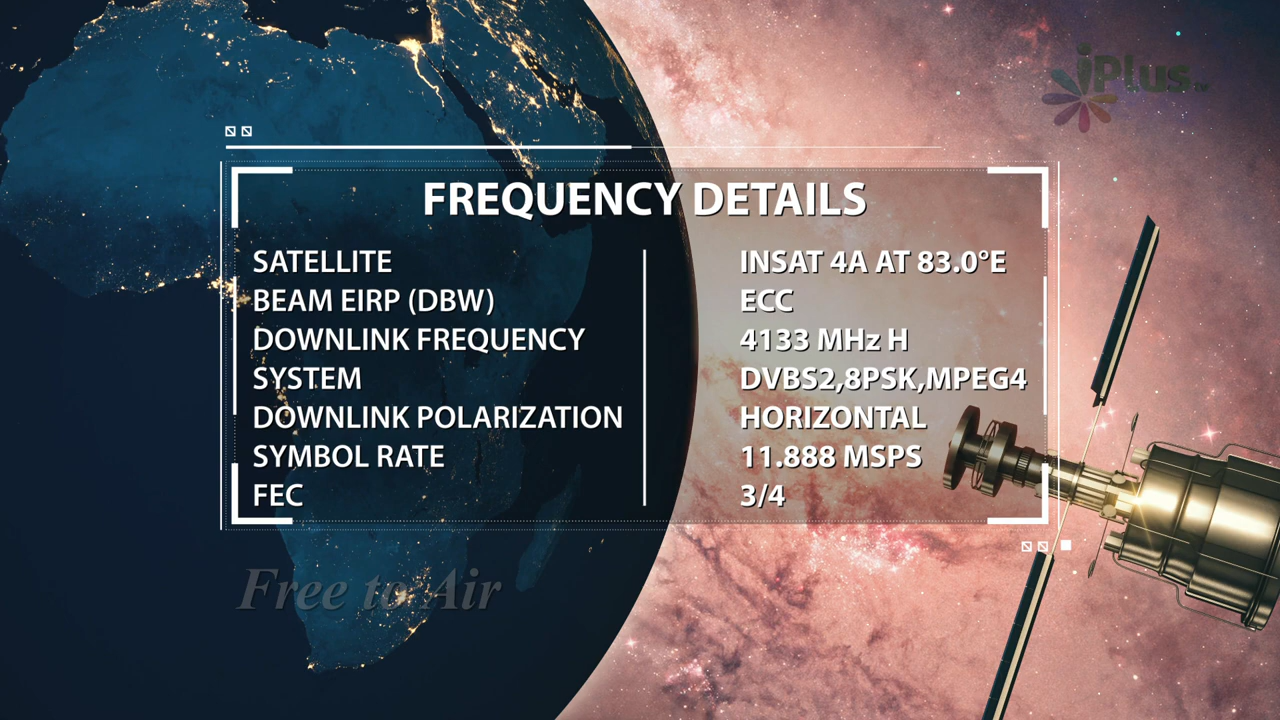 iPlus TV
FREQUENCY DETAILS
SATELLITE INSAT 4A AT 83.0°E
BEAM EIRP (DBW) ECC
DOWNLINK FREQUENCY 4133 MHz H
SYSTEM DVBS2,8PSK,MPEG4
DOWNLINK POLARIZATION HORIZONTAL
SYMBOL RATE 11.888 MSPS
FEC 3/4
Free to Air